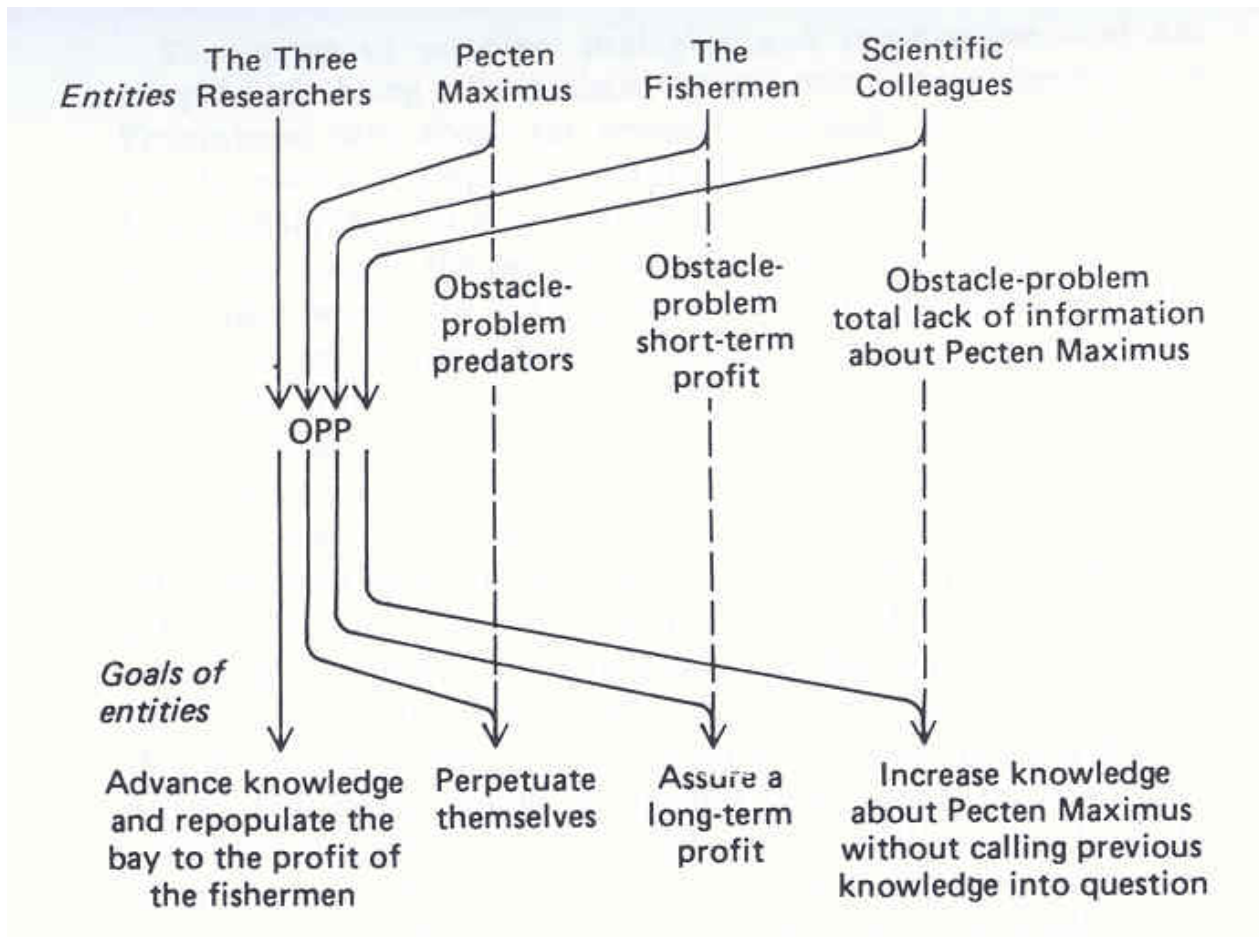 The Three
Researchers
Entities
Pecten
Maximus
The
Fishermen
Scientific
Colleagues
Obstacle-
problem
predators
Obstacle-
problem
short-term
profit
Obstacle-problem
total lack of information
about Pecten Maximus
OPP
Goals of
entities
Advance knowledge
and repopulate the
bay to the profit of
the fishermen
Perpetuate
themselves
Assure a
long-term
profit
Increase knowledge
about Pecten Maximus
without calling previous
knowledge into question